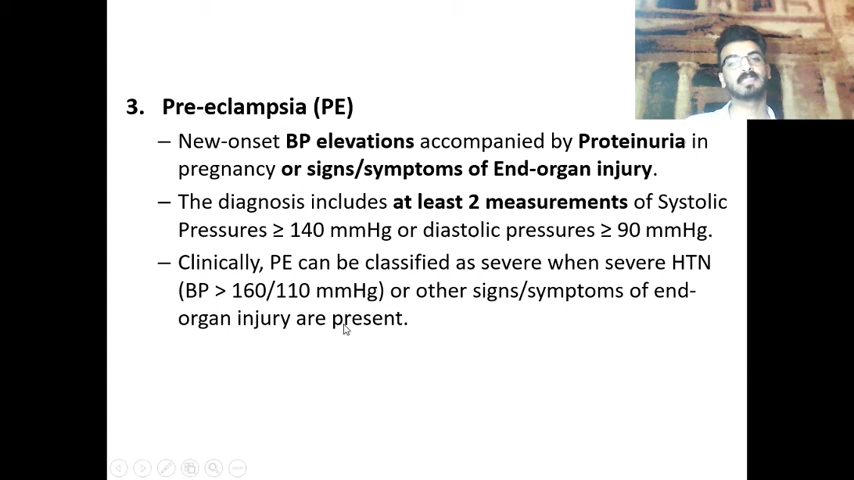 3. Pre-eclampsia (PE)
– New-onset BP elevations accompanied by Proteinuria in
pregnancy or signs/symptoms of End-organ injury.
– The diagnosis includes at least 2 measurements of Systolic
Pressures ≥ 140 mmHg or diastolic pressures ≥ 90 mmHg.
– Clinically, PE can be classified as severe when severe HTN
(BP > 160/110 mmHg) or other signs/symptoms of end-
organ injury are present.